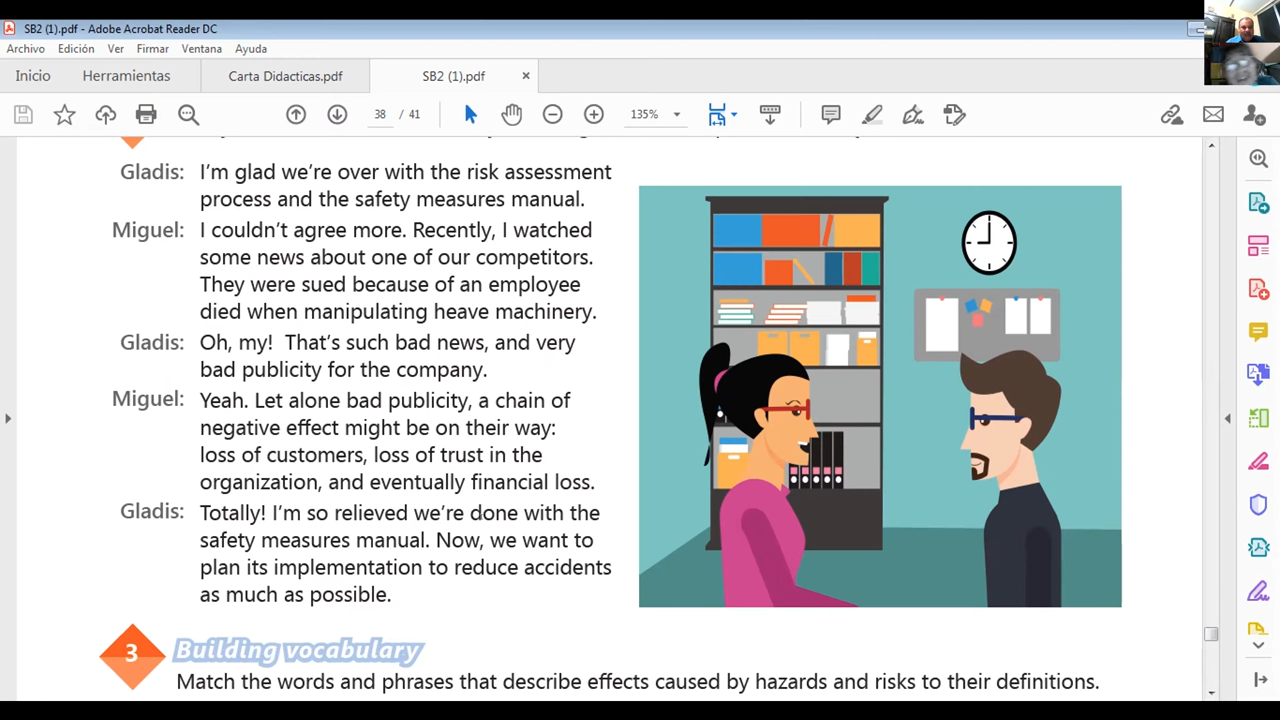 SB2 (1).pdf - Adobe Acrobat Reader DC
Archivo Edición Ver Firmar Ventana Ayuda
Inicio Herramientas Carta Didacticas.pdf SB2 (1).pdf ×
38 / 41 135%
Gladis: I'm glad we're over with the risk assessment
process and the safety measures manual.
Miguel: I couldn't agree more. Recently, I watched
some news about one of our competitors.
They were sued because of an employee
died when manipulating heave machinery.
Gladis: Oh, my! That's such bad news, and very
bad publicity for the company.
Miguel: Yeah. Let alone bad publicity, a chain of
negative effect might be on their way:
loss of customers, loss of trust in the
organization, and eventually financial loss.
Gladis: Totally! I'm so relieved we're done with the
safety measures manual. Now, we want to
plan its implementation to reduce accidents
as much as possible.
3 Building vocabulary
Match the words and phrases that describe effects caused by hazards and risks to their definitions.